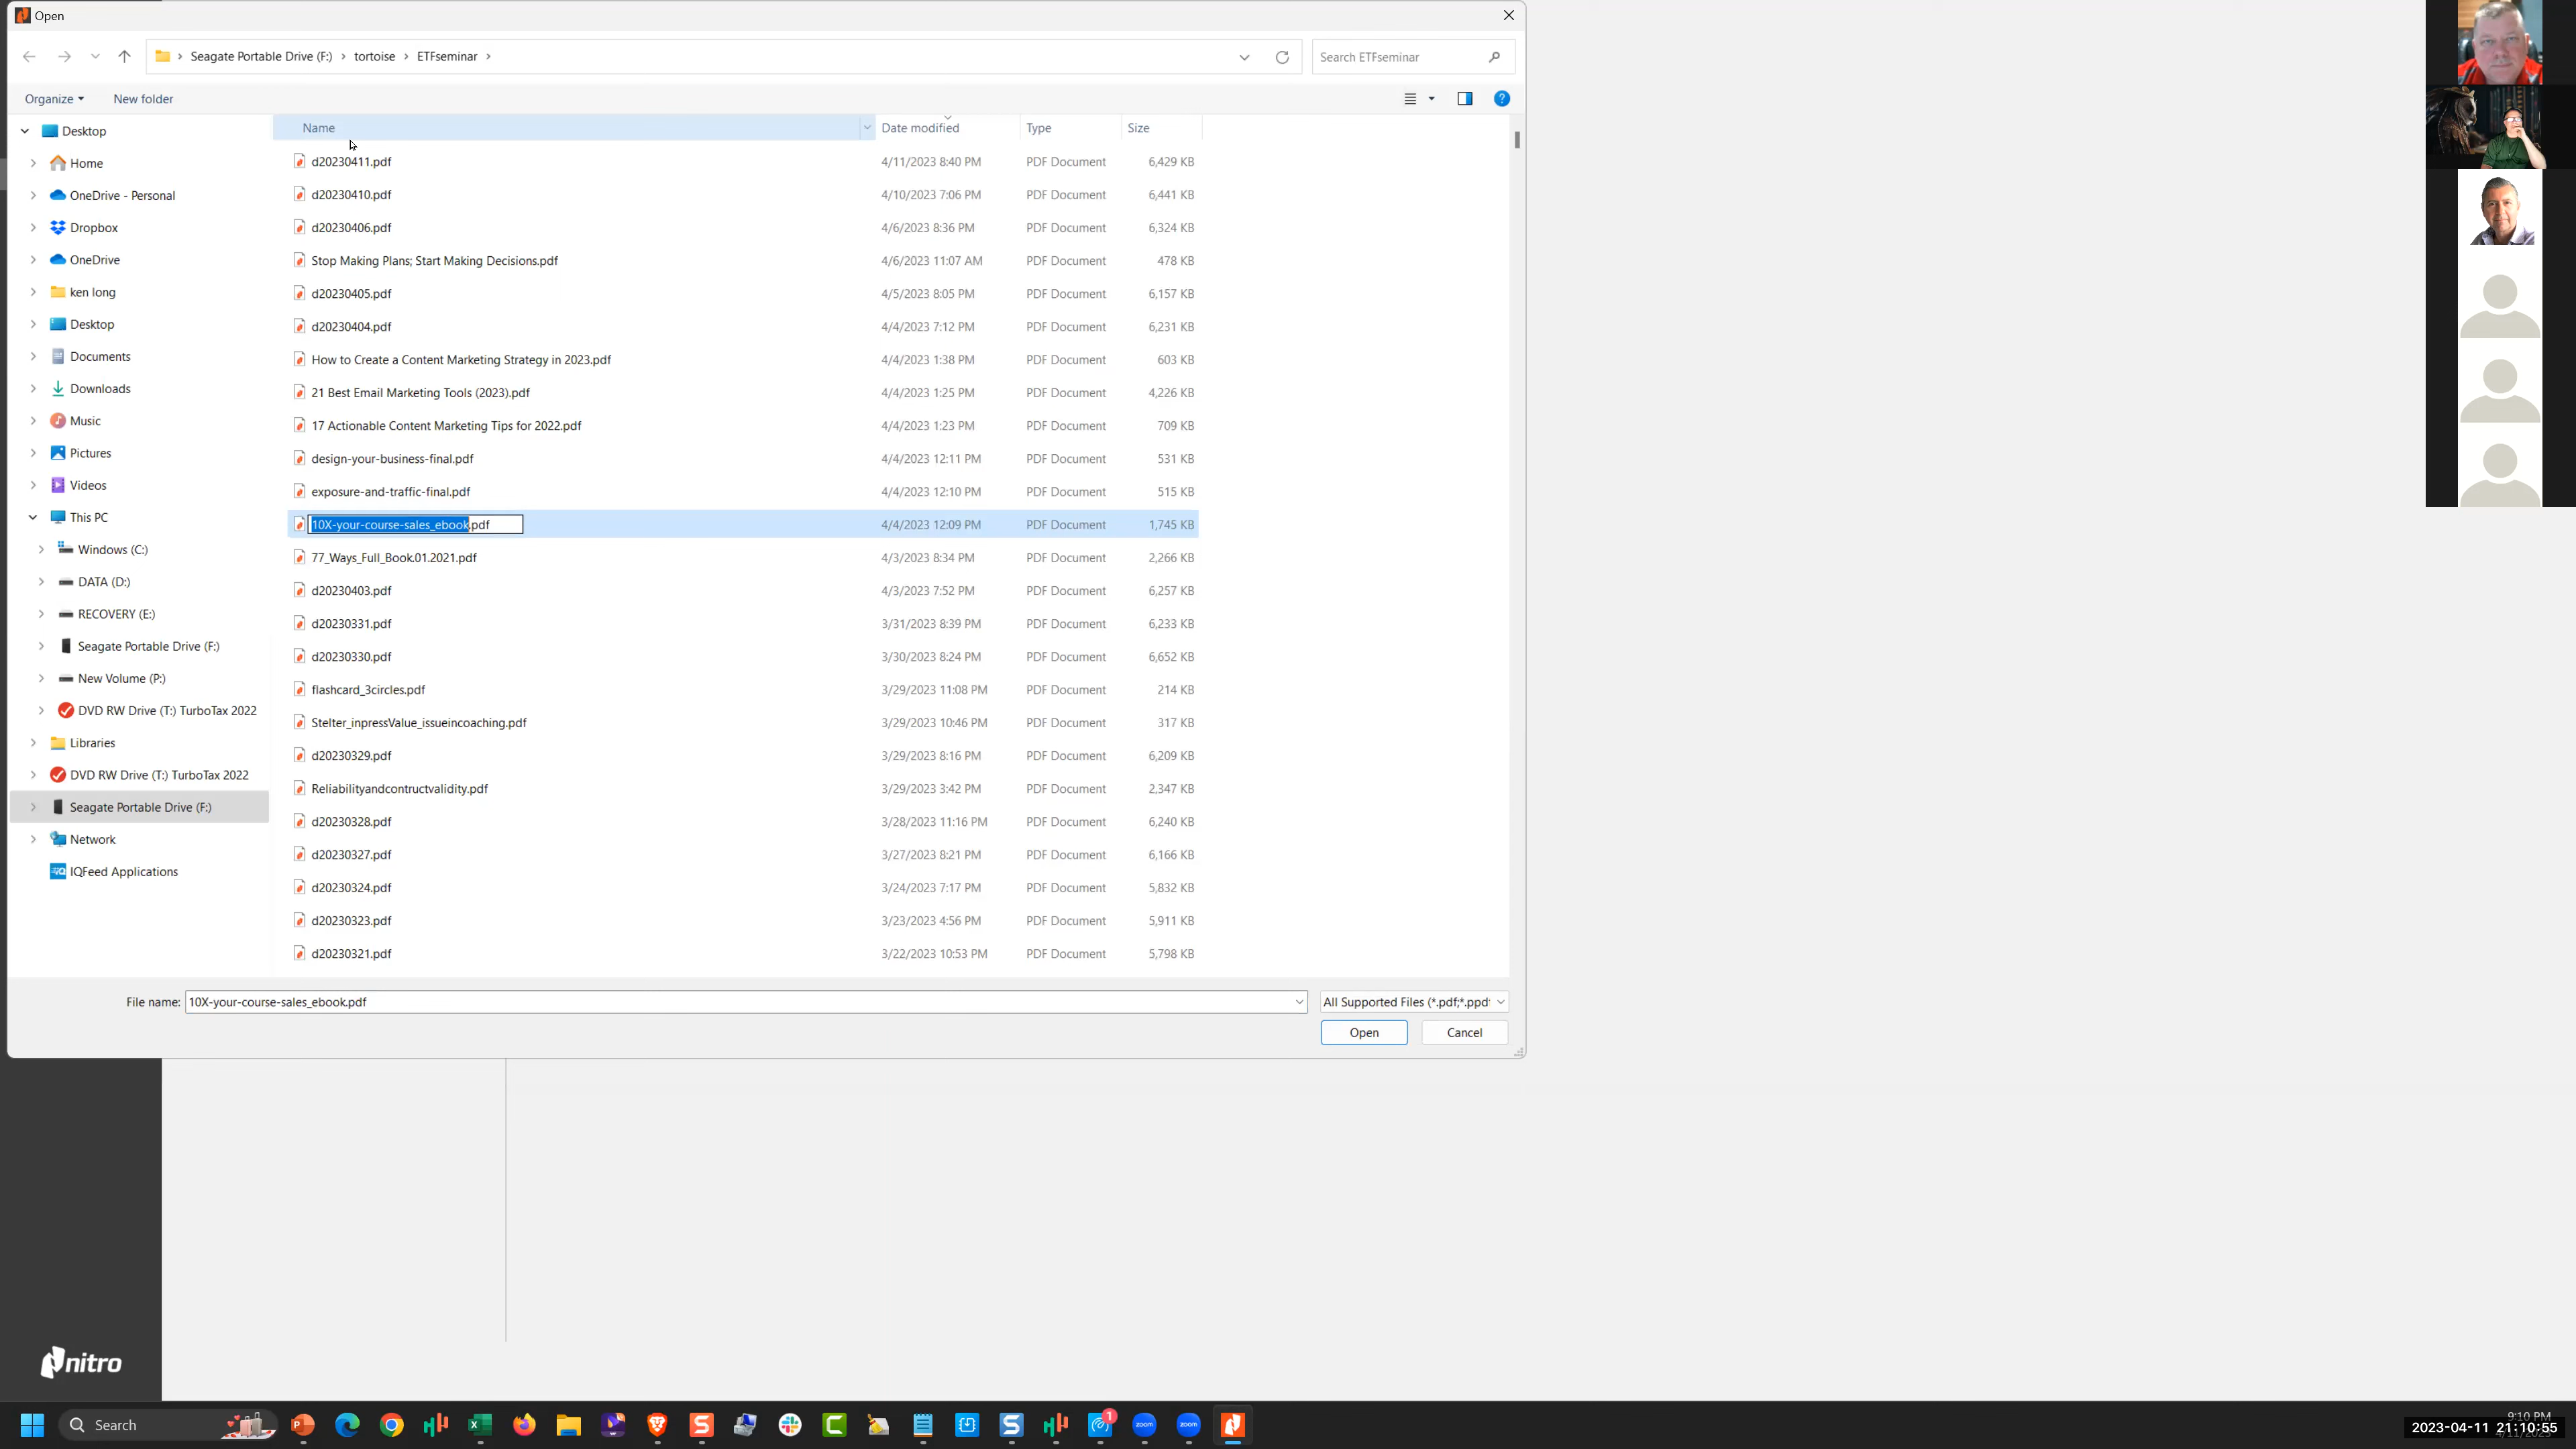 Open
Seagate Portable Drive (F:) › tortoise › ETFseminar ›
Search ETFseminar
Organize
New folder
?
Name
Date modified
Type
Size
d20230411.pdf 4/11/2023 8:40 PM PDF Document 6,429 KB
d20230410.pdf 4/10/2023 7:06 PM PDF Document 6,441 KB
d20230406.pdf 4/6/2023 8:36 PM PDF Document 6,324 KB
Stop Making Plans; Start Making Decisions.pdf 4/6/2023 11:07 AM PDF Document 478 KB
d20230405.pdf 4/5/2023 8:05 PM PDF Document 6,157 KB
d20230404.pdf 4/4/2023 7:12 PM PDF Document 6,231 KB
How to Create a Content Marketing Strategy in 2023.pdf 4/4/2023 1:38 PM PDF Document 603 KB
21 Best Email Marketing Tools (2023).pdf 4/4/2023 1:25 PM PDF Document 4,226 KB
17 Actionable Content Marketing Tips for 2022.pdf 4/4/2023 1:23 PM PDF Document 709 KB
design-your-business-final.pdf 4/4/2023 12:11 PM PDF Document 531 KB
exposure-and-traffic-final.pdf 4/4/2023 12:10 PM PDF Document 515 KB
10X-your-course-sales_ebook.pdf 4/4/2023 12:09 PM PDF Document 1,745 KB
77_Ways_Full_Book.01.2021.pdf 4/3/2023 8:34 PM PDF Document 2,266 KB
d20230403.pdf 4/3/2023 7:52 PM PDF Document 6,257 KB
d20230331.pdf 3/31/2023 8:39 PM PDF Document 6,233 KB
d20230330.pdf 3/30/2023 8:24 PM PDF Document 6,652 KB
flashcard_3circles.pdf 3/29/2023 11:08 PM PDF Document 214 KB
Stelter_inpressValue_issueincoaching.pdf 3/29/2023 10:46 PM PDF Document 317 KB
d20230329.pdf 3/29/2023 8:16 PM PDF Document 6,209 KB
Reliabilityandcontructvalidity.pdf 3/29/2023 3:42 PM PDF Document 2,347 KB
d20230328.pdf 3/28/2023 11:16 PM PDF Document 6,240 KB
d20230327.pdf 3/27/2023 8:21 PM PDF Document 6,166 KB
d20230324.pdf 3/24/2023 7:17 PM PDF Document 5,832 KB
d20230323.pdf 3/23/2023 4:56 PM PDF Document 5,911 KB
d20230321.pdf 3/22/2023 10:53 PM PDF Document 5,798 KB
Desktop
Home
OneDrive - Personal
Dropbox
OneDrive
ken long
Desktop
Documents
Downloads
Music
Pictures
Videos
This PC
Windows (C:)
DATA (D:)
RECOVERY (E:)
Seagate Portable Drive (F:)
New Volume (P:)
DVD RW Drive (T:) TurboTax 2022
Libraries
DVD RW Drive (T:) TurboTax 2022
Seagate Portable Drive (F:)
Network
IQFeed Applications
File name: 10X-your-course-sales_ebook.pdf
All Supported Files (*.pdf;*.ppdf
Open
Cancel
nitro
Search
zoom
zoom
1
9:10 PM
2023-04-11 21:10:55